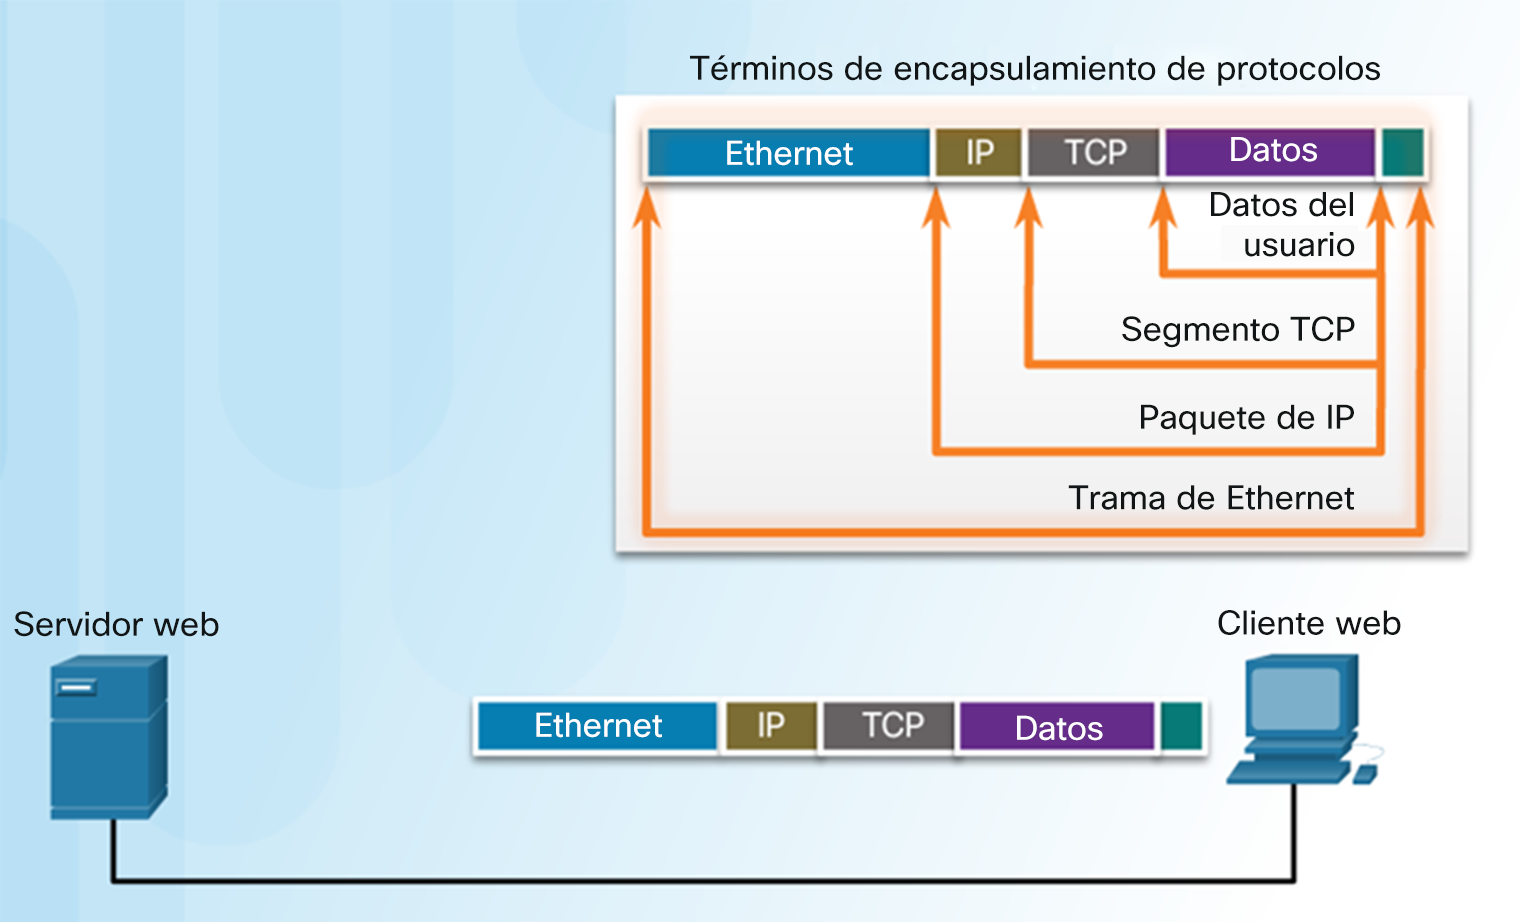 Términos de encapsulamiento de protocolos
Ethernet IP TCP Datos
Datos del
usuario
Segmento TCP
Paquete de IP
Trama de Ethernet
Servidor web
Cliente web
Ethernet IP TCP Datos